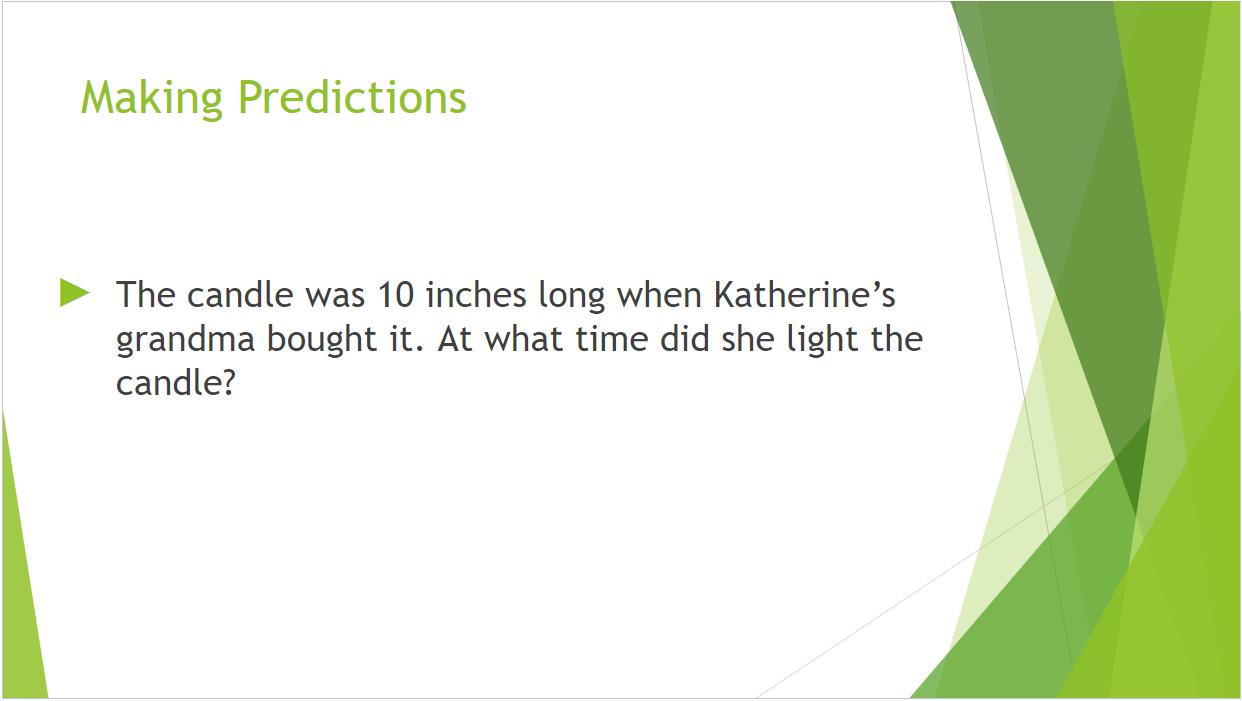 Making Predictions
The candle was 10 inches long when Katherine’s
grandma bought it. At what time did she light the
candle?